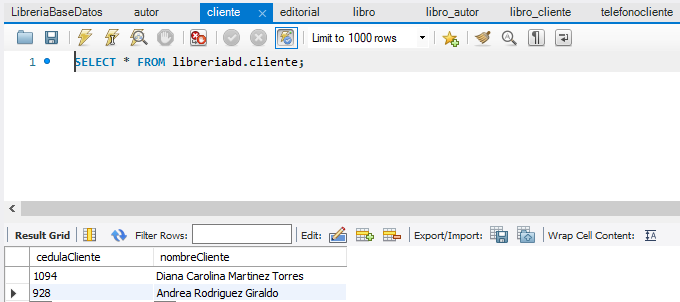 LibreriaBaseDatos autor cliente editorial libro libro_autor libro_cliente telefonocliente
Limit to 1000 rows
1 SELECT * FROM libreriabd.cliente;
Result Grid Filter Rows: Edit: Export/Import: Wrap Cell Content:
cedulaCliente nombreCliente
1094 Diana Carolina Martinez Torres
928 Andrea Rodriguez Giraldo